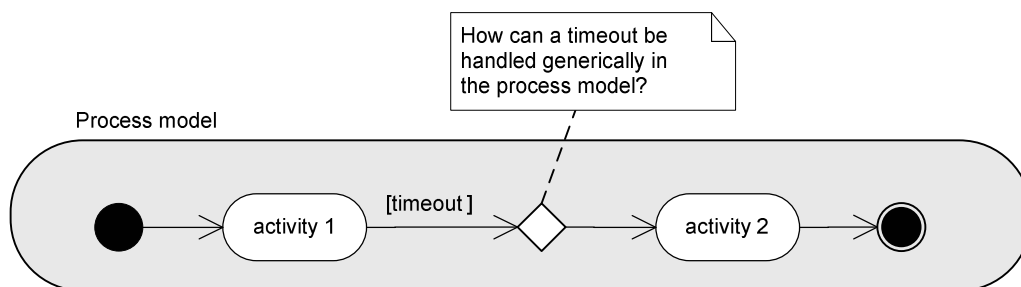 How can a timeout be
handled generically in
the process model?
Process model
activity 1
[timeout ]
activity 2